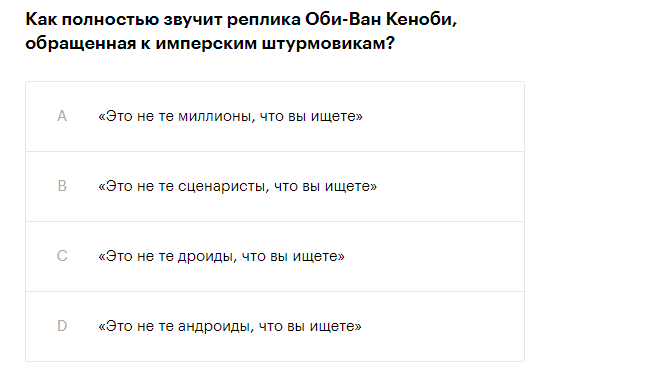 Как полностью звучит реплика Оби-Ван Кеноби,
обращенная к имперским штурмовикам?
A «Это не те миллионы, что вы ищете»
B «Это не те сценаристы, что вы ищете»
C «Это не те дроиды, что вы ищете»
D «Это не те андроиды, что вы ищете»